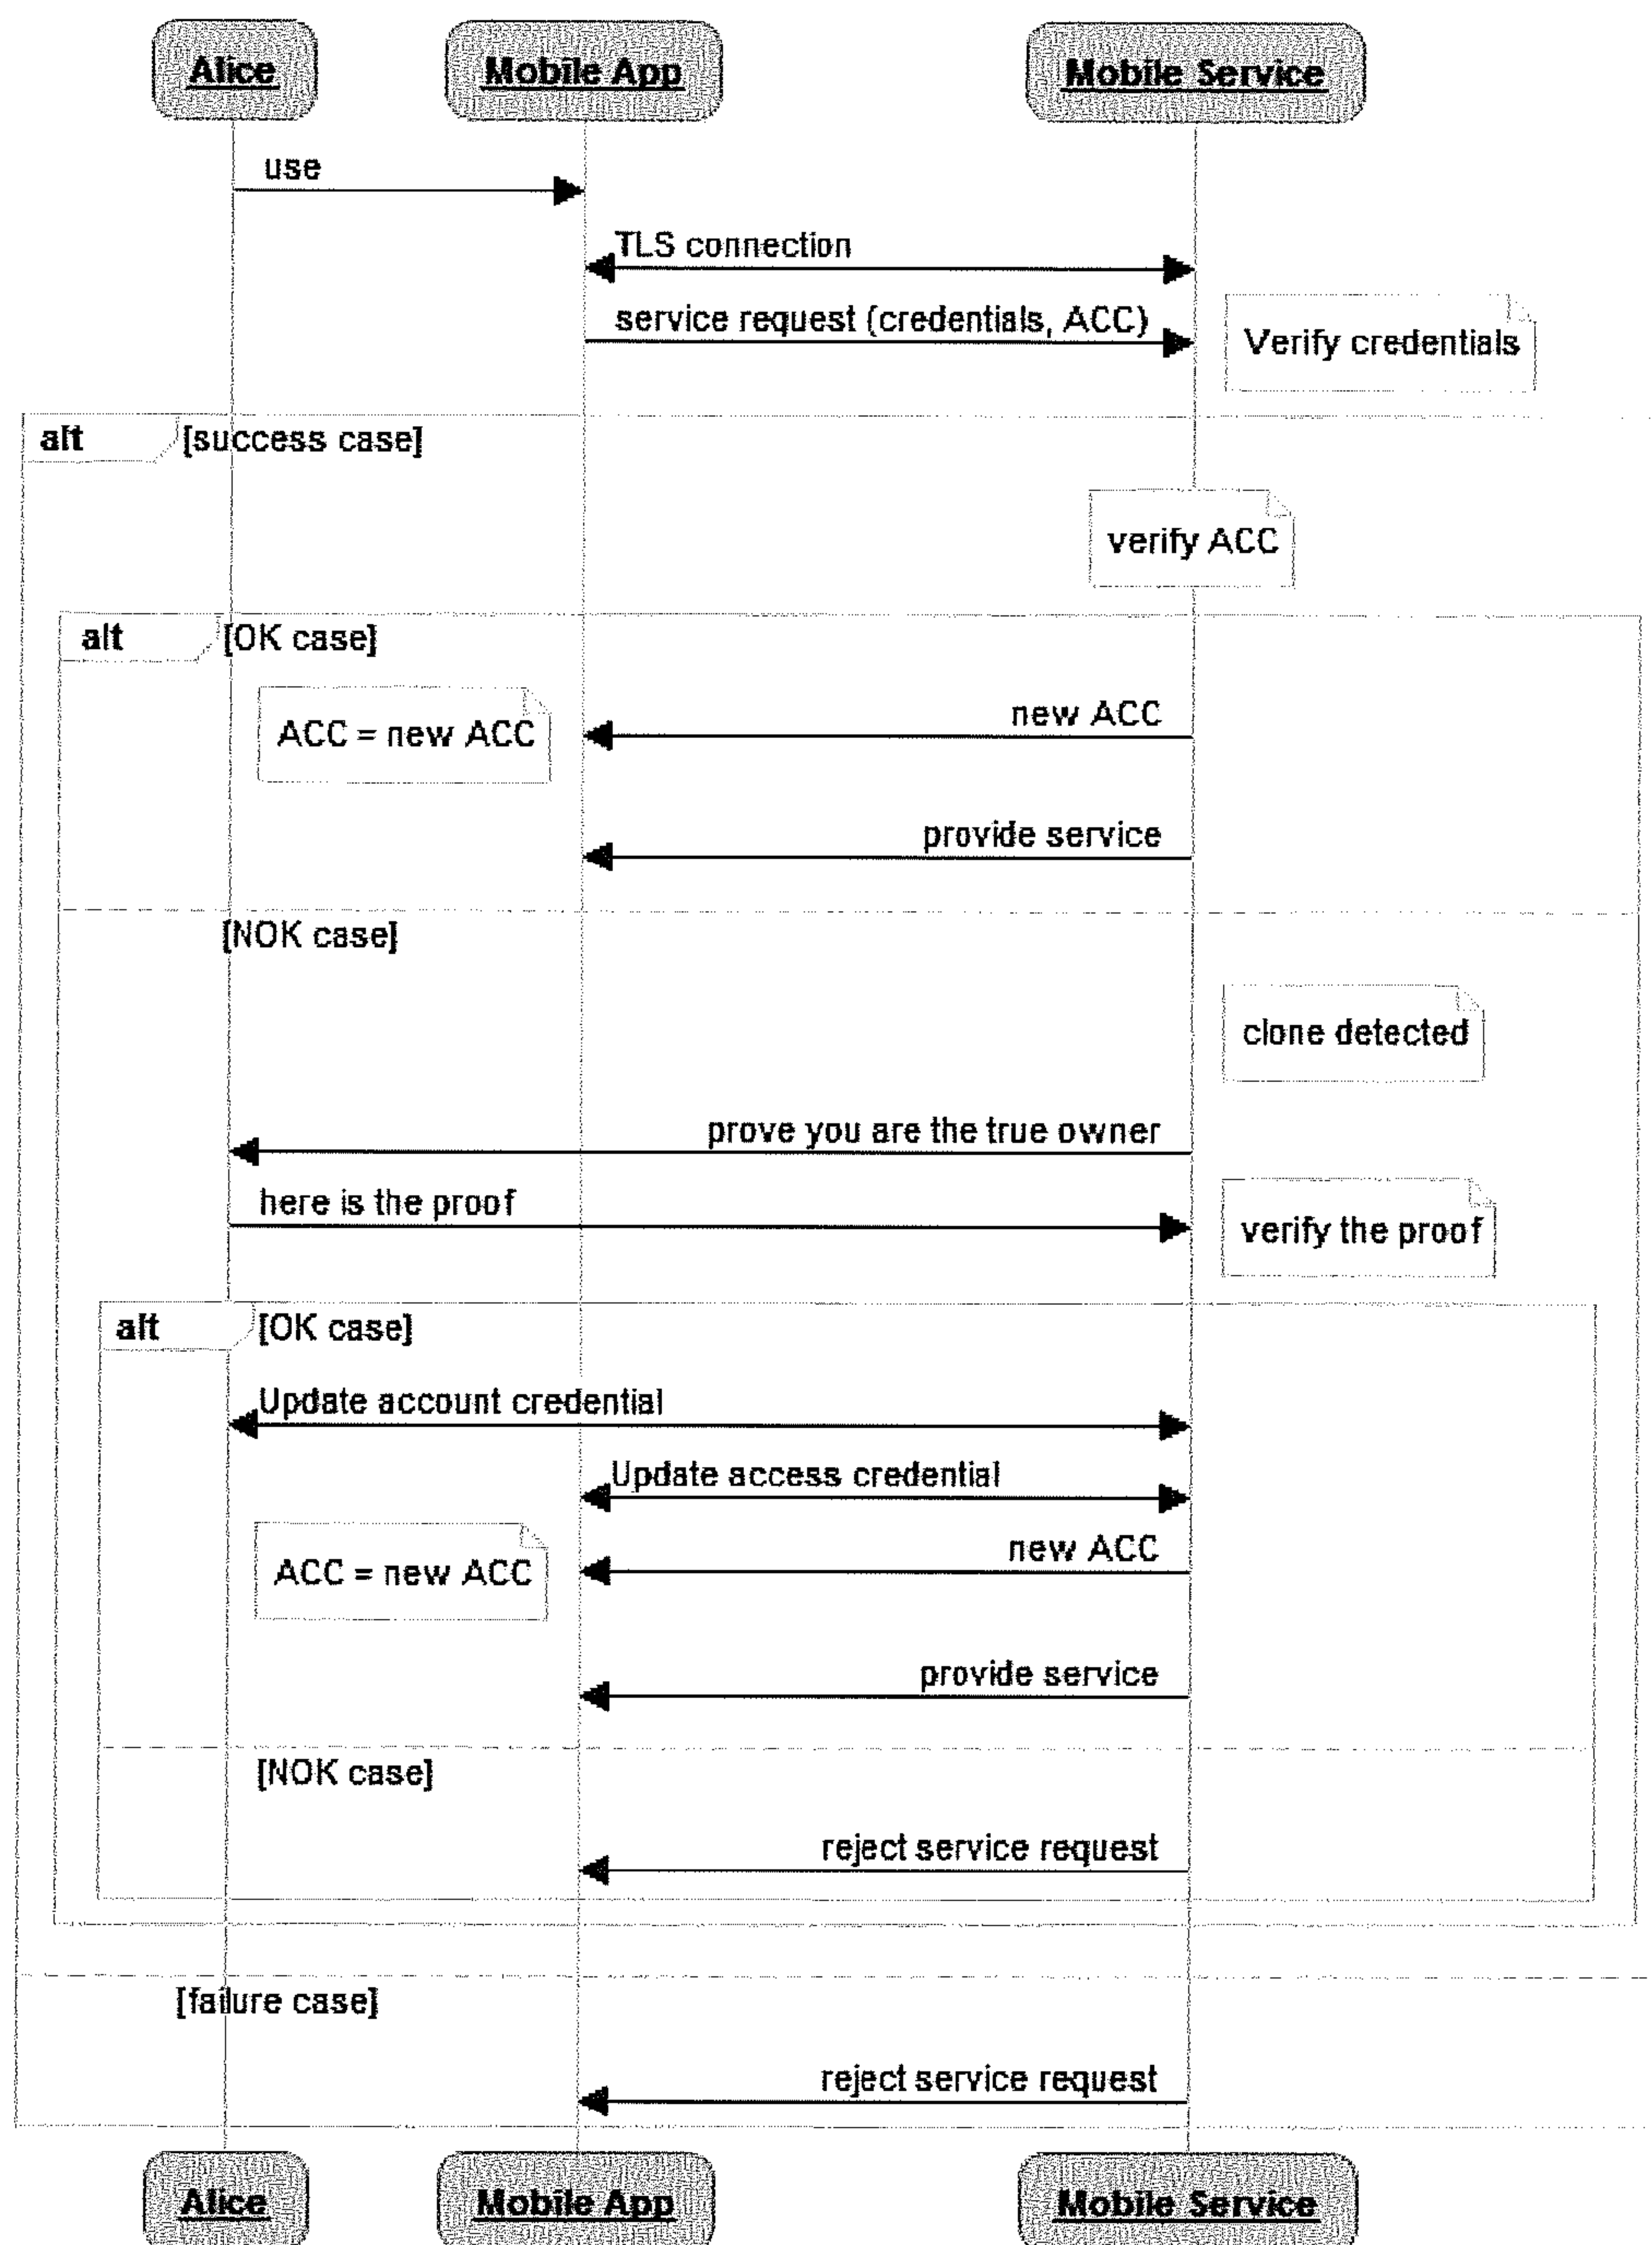 Alice
Mobile App
Mobile Service
use
TLS connection
service request (credentials, ACC)
Verify credentials
alt [success case]
verify ACC
alt [OK case]
new ACC
ACC = new ACC
provide service
[NOK case]
clone detected
prove you are the true owner
here is the proof
verify the proof
alt [OK case]
Update account credential
Update access credential
new ACC
ACC = new ACC
provide service
[NOK case]
reject service request
[failure case]
reject service request
Alice
Mobile App
Mobile Service